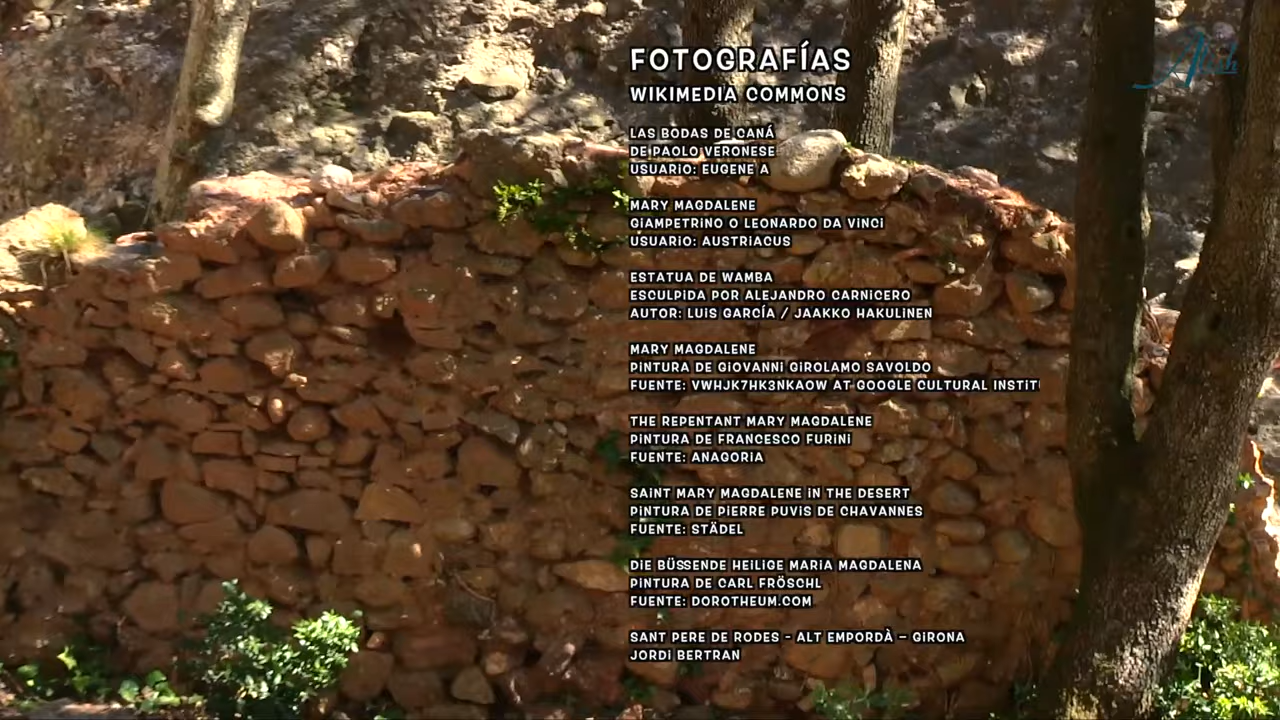 FOTOGRAFÍAS
WIKIMEDIA COMMONS
LAS BODAS DE CANÁ
DE PAOLO VERONESE
USUARIO: EUGENE A
MARY MAGDALENE
GIAMPETRINO O LEONARDO DA VINCI
USUARIO: AUSTRIACUS
ESTATUA DE WAMBA
ESCULPIDA POR ALEJANDRO CARNICERO
AUTOR: LUIS GARCÍA / JAAKKO HAKULINEN
MARY MAGDALENE
PINTURA DE GIOVANNI GIROLAMO SAVOLDO
FUENTE: VWHJK7HK3NKAOW AT GOOGLE CULTURAL
THE REPENTANT MARY MAGDALENE
PINTURA DE FRANCESCO FURINI
FUENTE: ANAGORIA
SAINT MARY MAGDALENE IN THE DESERT
PINTURA DE PIERRE PUVIS DE CHAVANNES
FUENTE: STÄDEL
DIE BÜSSENDE HEILIGE MARIA MAGDALENA
PINTURA DE CARL FRÖSCHL
FUENTE: DOROTHEUM.COM
SANT PERE DE RODES - ALT EMPORDÀ – GIRONA
JORDI BERTRAN